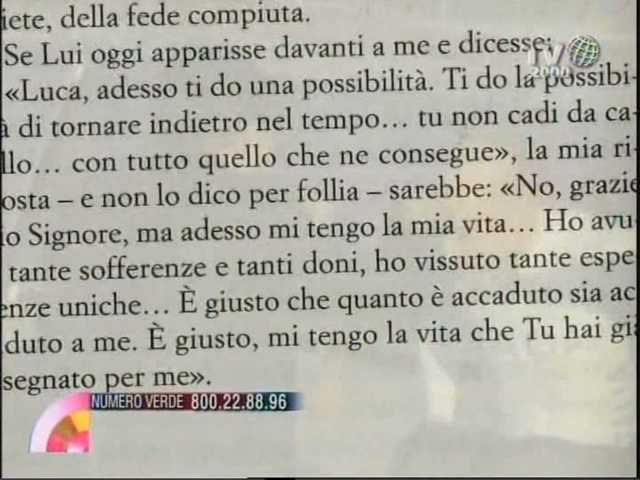 iete, della fede compiuta.
Se Lui oggi apparisse davanti a me e dicesse:
«Luca, adesso ti do una possibilità. Ti do la possibi-
à di tornare indietro nel tempo… tu non cadi da ca-
llo… con tutto quello che ne consegue», la mia ri-
osta – e non lo dico per follia – sarebbe: «No, grazie
o Signore, ma adesso mi tengo la mia vita… Ho avu-
tante sofferenze e tanti doni, ho vissuto tante espe-
enze uniche… È giusto che quanto è accaduto sia ac-
duto a me. È giusto, mi tengo la vita che Tu hai già
segnato per me».
TV
2000
NUMERO VERDE 800.22.88.96